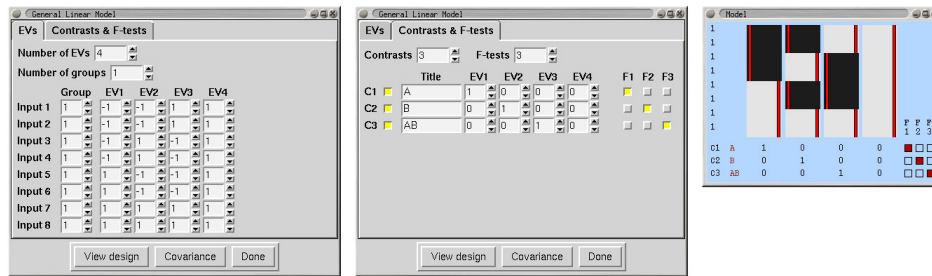 General Linear Model
EVs Contrasts & F-tests
Number of EVs 4
Number of groups 1
Group EV1 EV2 EV3 EV4
Input 1 1 -1 -1 1 1
Input 2 1 -1 -1 1 1
Input 3 1 -1 1 -1 1
Input 4 1 -1 1 -1 1
Input 5 1 1 -1 -1 1
Input 6 1 1 -1 -1 1
Input 7 1 1 1 1 1
Input 8 1 1 1 1 1
View design Covariance Done
General Linear Model
EVs Contrasts & F-tests
Contrasts 3 F-tests 3
Title EV1 EV2 EV3 EV4 F1 F2 F3
C1 A 1 0 0 0
C2 B 0 1 0 0
C3 AB 0 0 1 0
View design Covariance Done
Model
1
1
1
1
1
1
1
1
F F F
1 2 3
C1 A 1 0 0 0
C2 B 0 1 0 0
C3 AB 0 0 1 0